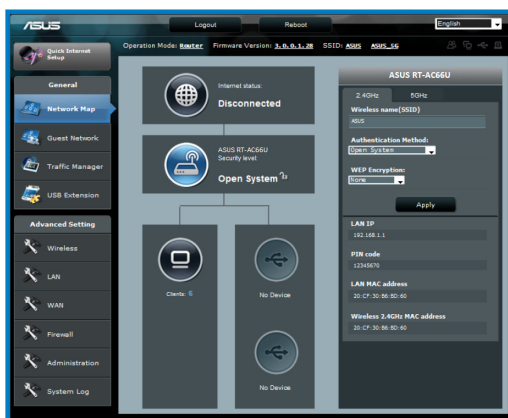 ASUS
Logout
Reboot
English
Quick Internet Setup
Operation Mode: Router Firmware Version: 3.0.0.1.28 SSID: ASUS ASUS_5G
General
Network Map
Guest Network
Traffic Manager
USB Extension
Advanced Setting
Wireless
LAN
WAN
Firewall
Administration
System Log
Internet status:
Disconnected
ASUS RT-AC66U
Security level
Open System
Clients: 6
No Device
No Device
ASUS RT-AC66U
2.4GHz 5GHz
Wireless name(SSID)
ASUS
Authentication Method:
Open System
WEP Encryption:
None
Apply
LAN IP
192.168.1.1
PIN code
12345670
LAN MAC address
20:CF:30:B6:BD:60
Wireless 2.4GHz MAC address
20:CF:30:B6:BD:60